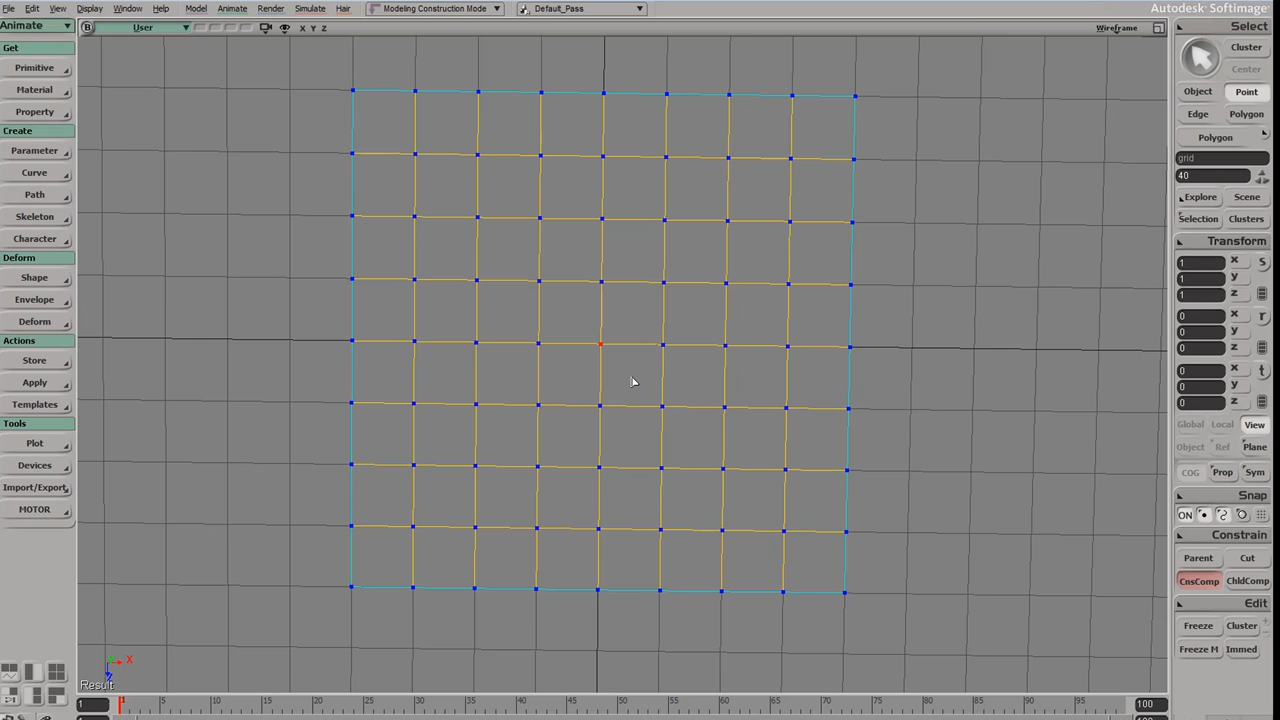 File Edit View Display Window Help Model Animate Render Simulate Hair Modeling Construction Mode Default_Pass Autodesk Softimage
Animate
B User X Y Z Wireframe
Get
Primitive
Material
Property
Create
Parameter
Curve
Path
Skeleton
Character
Deform
Shape
Envelope
Deform
Actions
Store
Apply
Templates
Tools
Plot
Devices
Import/Export
MOTOR
Select
Cluster
Center
Object Point
Edge Polygon
Polygon
grid
40
Explore Scene
Selection Clusters
Transform
1 x s
1 y
1 z
0 x r
0 y
0 z
0 x t
0 y
0 z
Global Local View
Object Ref Plane
COG Prop Sym
Snap
ON
Constrain
Parent Cut
CnsComp ChldComp
Edit
Freeze Cluster
Freeze M Immed
X
Z
Result
1 1 5 10 15 20 25 30 35 40 45 50 55 60 65 70 75 80 85 90 95 100